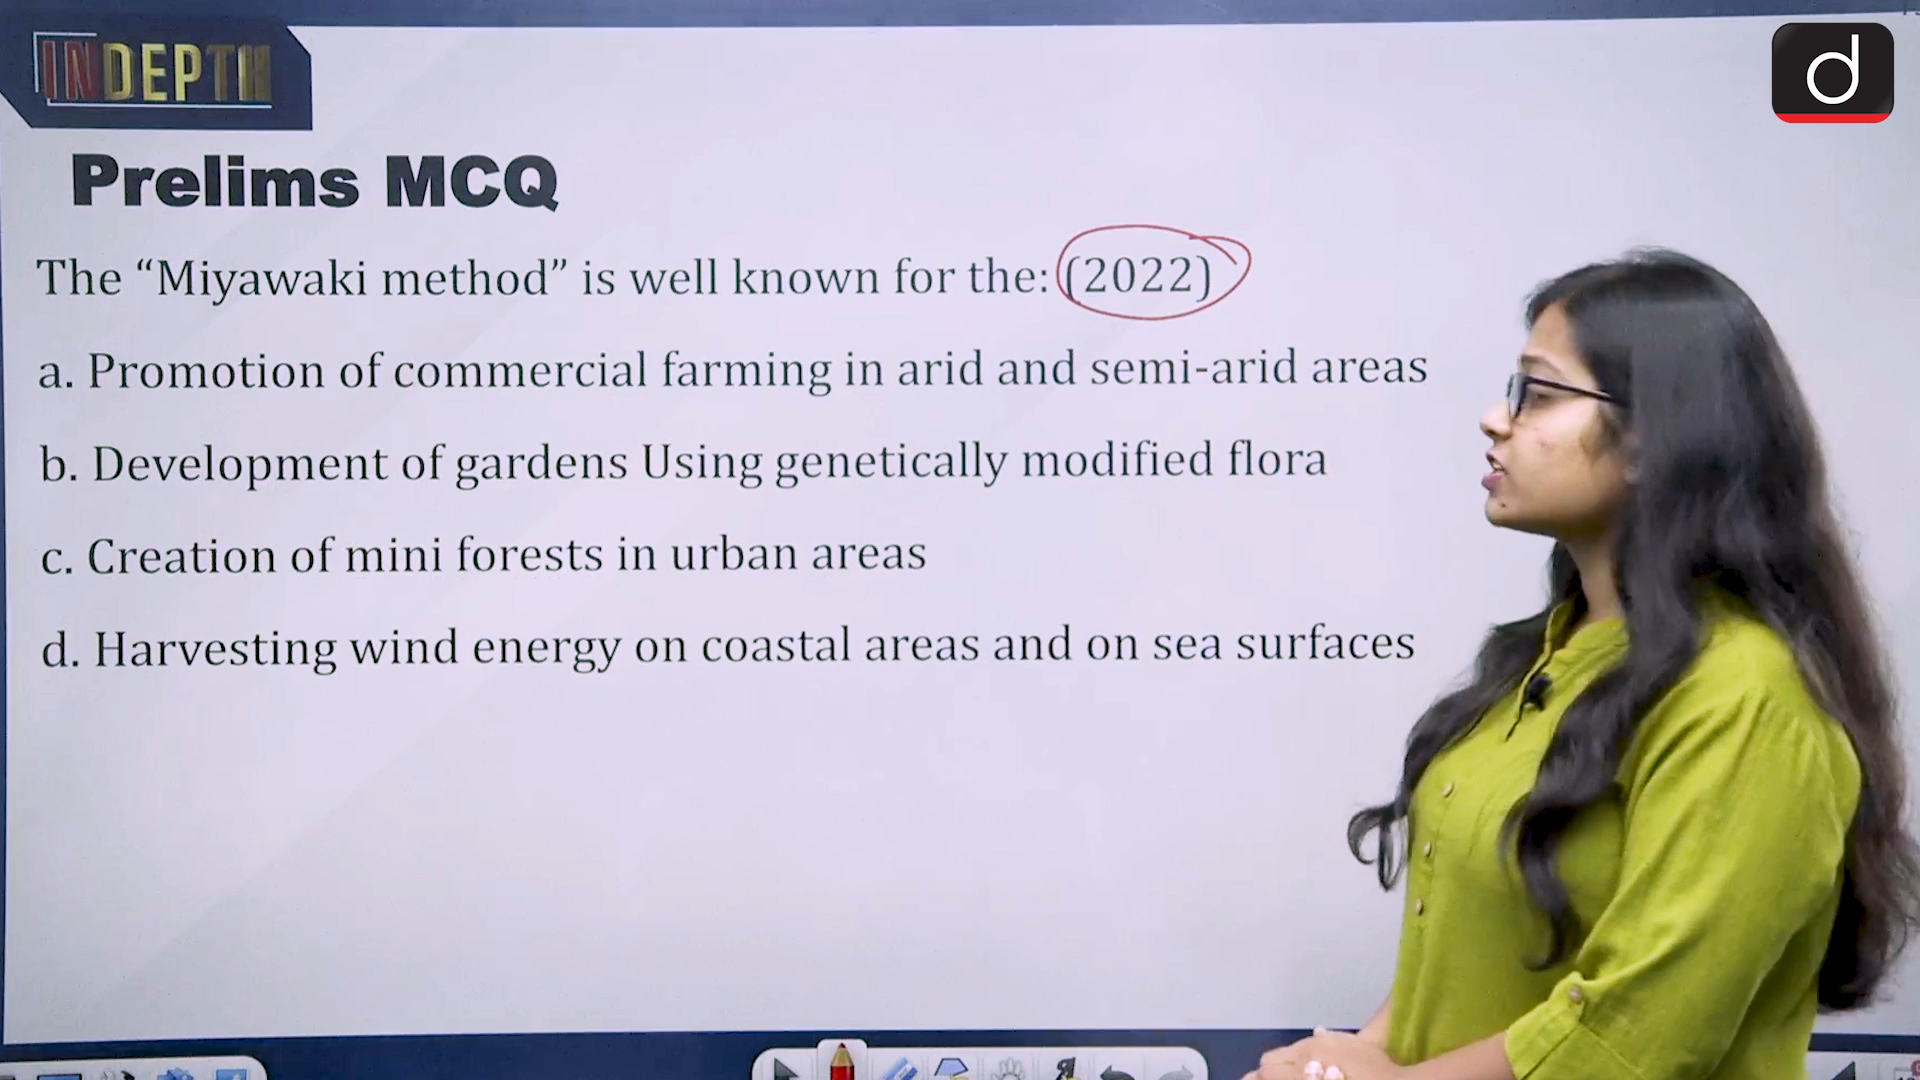 INDEPTH
d
Prelims MCQ
The “Miyawaki method” is well known for the: (2022)
a. Promotion of commercial farming in arid and semi-arid areas
b. Development of gardens Using genetically modified flora
c. Creation of mini forests in urban areas
d. Harvesting wind energy on coastal areas and on sea surfaces